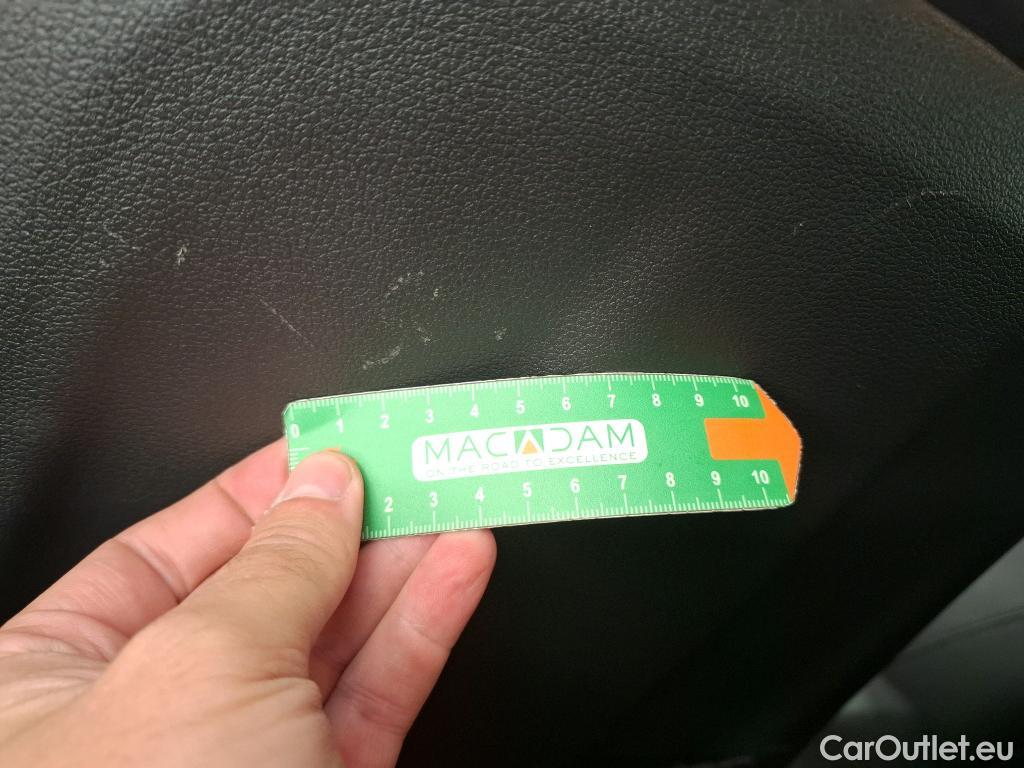 0 1 2 3 4 5 6 7 8 9 10
MACADAM
ON THE ROAD TO EXCELLENCE
2 3 4 5 6 7 8 9 10
CarOutlet.eu